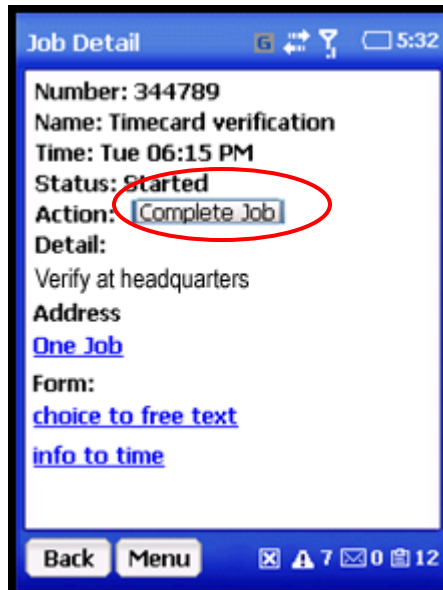 Job Detail G 5:32
Number: 344789
Name: Timecard verification
Time: Tue 06:15 PM
Status: Started
Action: Complete Job
Detail:
Verify at headquarters
Address
One Job
Form:
choice to free text
info to time
Back Menu 7 0 12